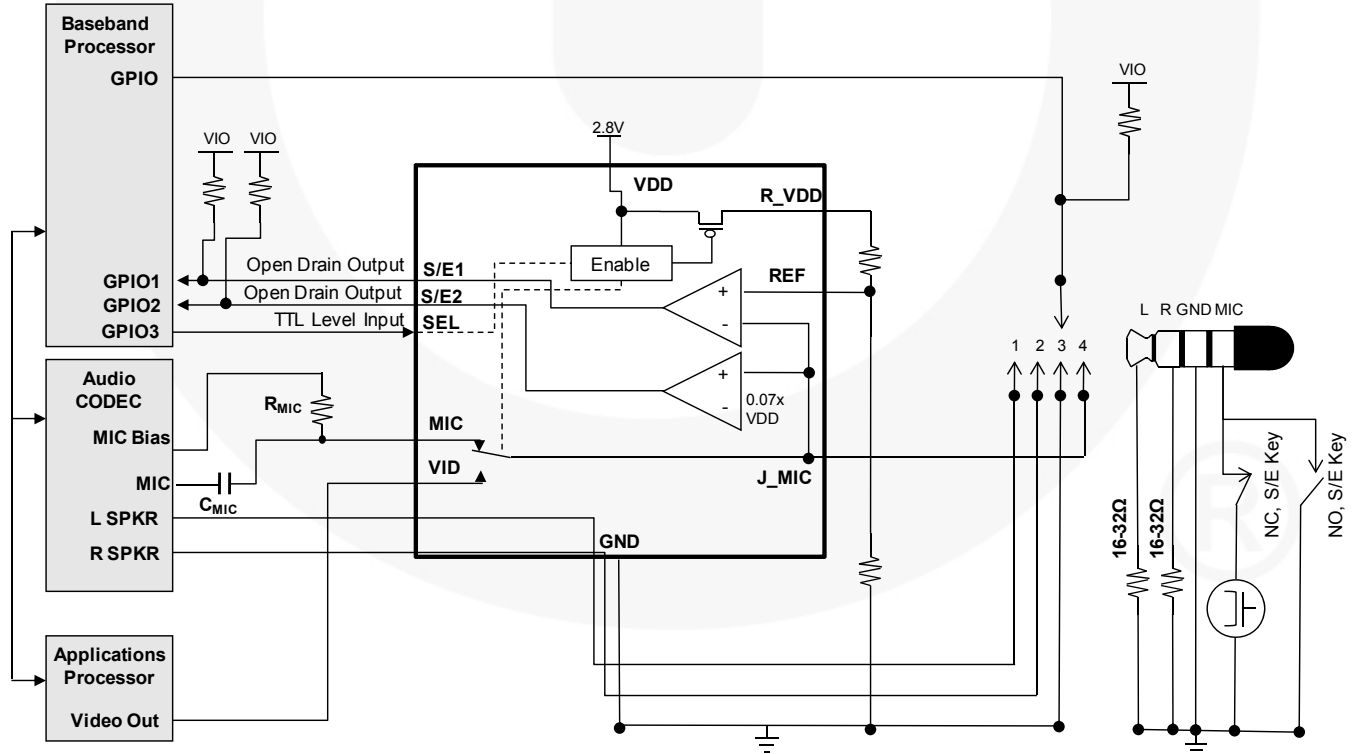 Baseband
Processor
GPIO
VIO
VIO
VIO
2.8V
VDD
R_VDD
Enable
REF
Open Drain Output
S/E1
GPIO1
Open Drain Output
S/E2
GPIO2
TTL Level Input
SEL
GPIO3
+
-
+
-
0.07x
VDD
L R GND MIC
1 2 3 4
Audio
CODEC
RMIC
MIC Bias
MIC
VID
J_MIC
MIC
CMIC
L SPKR
R SPKR
GND
16-32Ω
16-32Ω
NC, S/E Key
NO, S/E Key
Applications
Processor
Video Out
®